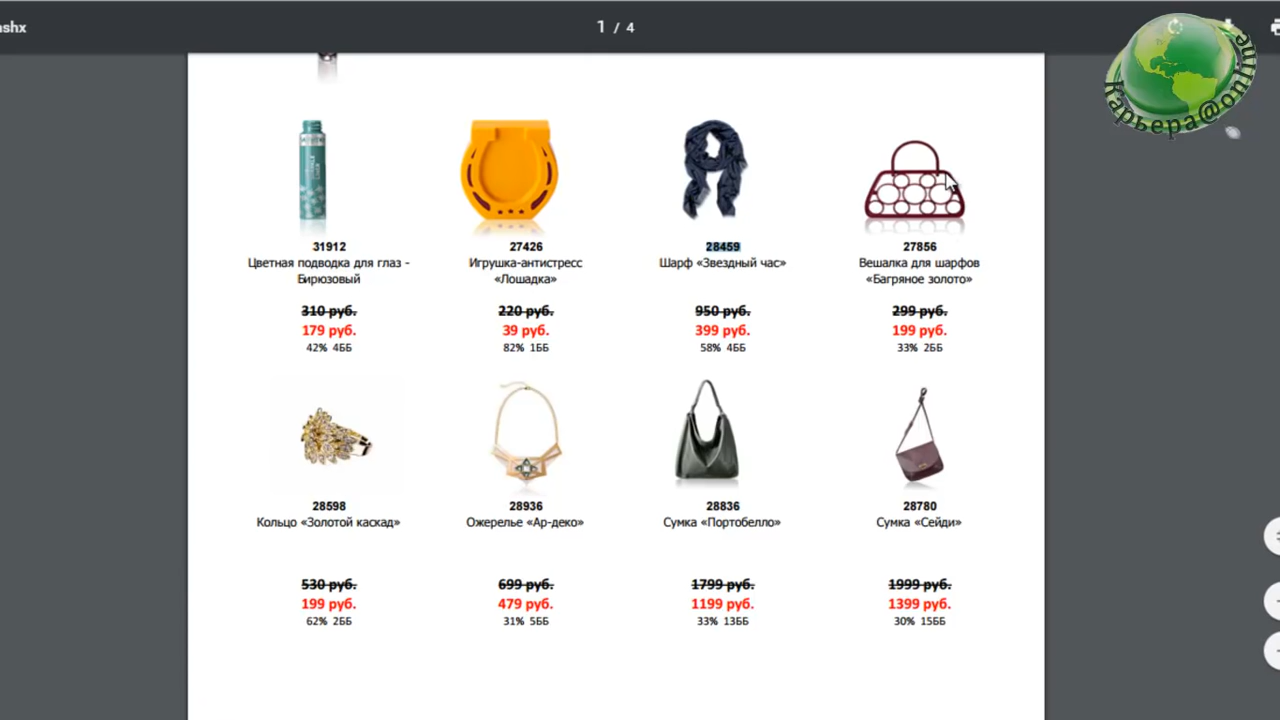 ashx
1 / 4
Карьера@online
31912
27426
28459
27856
Цветная подводка для глаз -
Бирюзовый
Игрушка-антистресс
«Лошадка»
Шарф «Звездный час»
Вешалка для шарфов
«Багряное золото»
310 руб.
220 руб.
950 руб.
299 руб.
179 руб.
39 руб.
399 руб.
199 руб.
42% 4ББ
82% 1ББ
58% 4ББ
33% 2ББ
28598
28936
28836
28780
Кольцо «Золотой каскад»
Ожерелье «Ар-деко»
Сумка «Портобелло»
Сумка «Сейди»
530 руб.
699 руб.
1799 руб.
1999 руб.
199 руб.
479 руб.
1199 руб.
1399 руб.
62% 2ББ
31% 5ББ
33% 13ББ
30% 15ББ